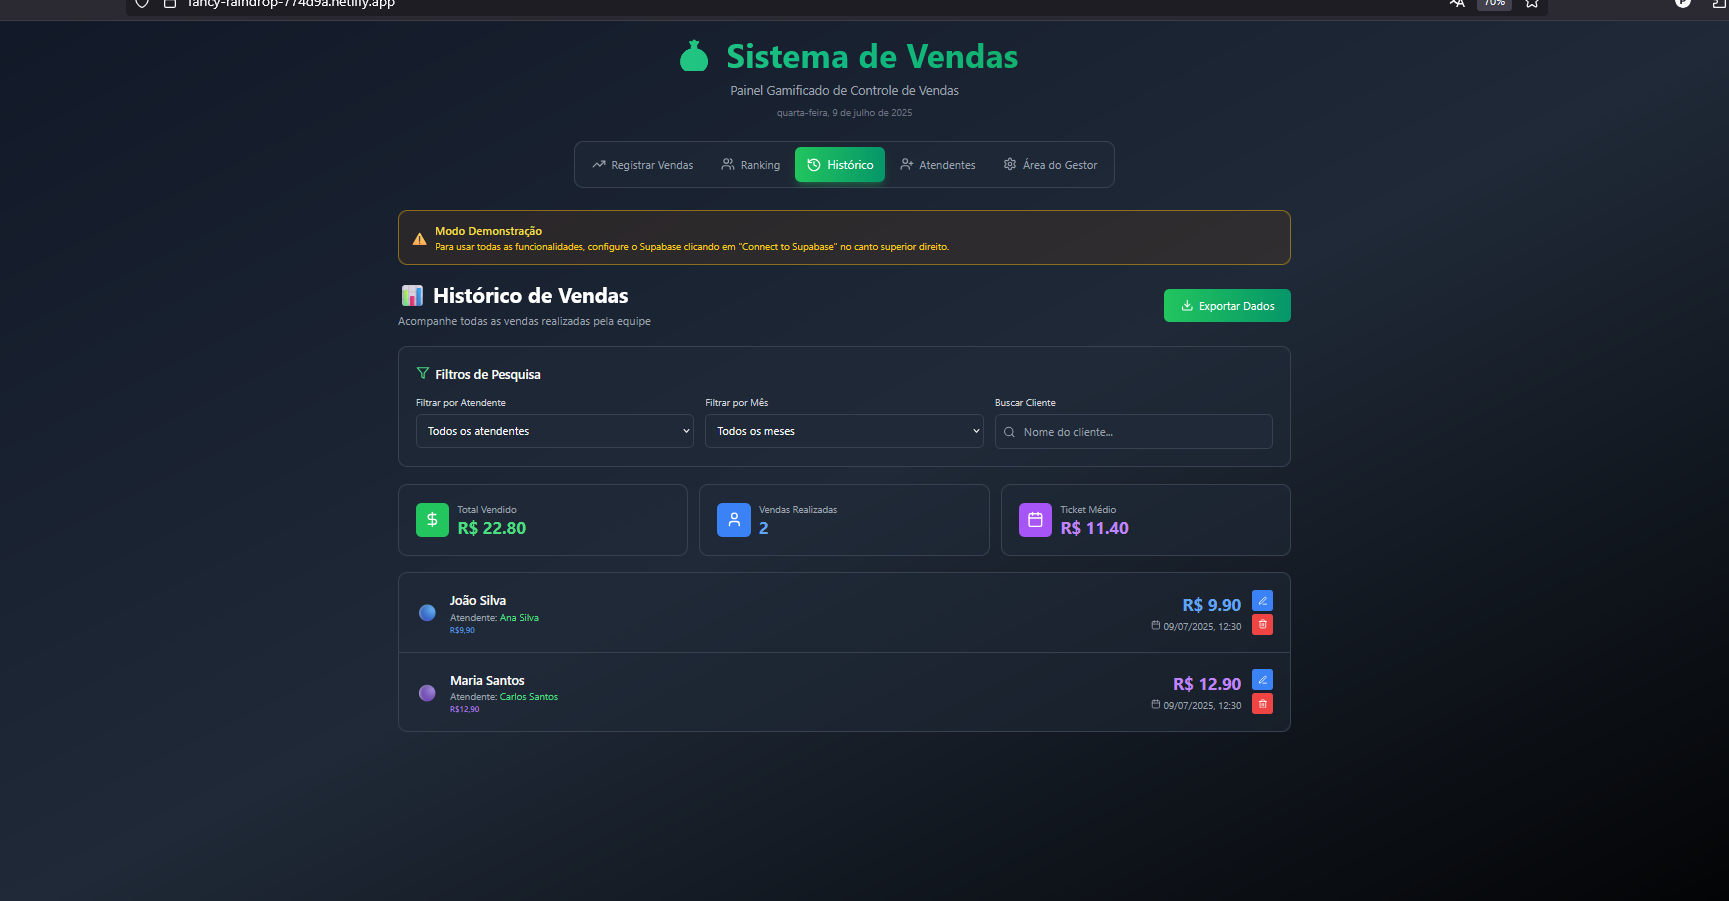 fancy-raindrop-774d9a.netlify.app
70%
Sistema de Vendas
Painel Gamificado de Controle de Vendas
quarta-feira, 9 de julho de 2025
Registrar Vendas
Ranking
Histórico
Atendentes
Área do Gestor
Modo Demonstração
Para usar todas as funcionalidades, configure o Supabase clicando em "Connect to Supabase" no canto superior direito.
Histórico de Vendas
Acompanhe todas as vendas realizadas pela equipe
Exportar Dados
Filtros de Pesquisa
Filtrar por Atendente
Filtrar por Mês
Buscar Cliente
Todos os atendentes
Todos os meses
Nome do cliente...
Total Vendido
R$ 22.80
Vendas Realizadas
2
Ticket Médio
R$ 11.40
João Silva
Atendente: Ana Silva
R$9,90
R$ 9.90
09/07/2025, 12:30
Maria Santos
Atendente: Carlos Santos
R$12,90
R$ 12.90
09/07/2025, 12:30